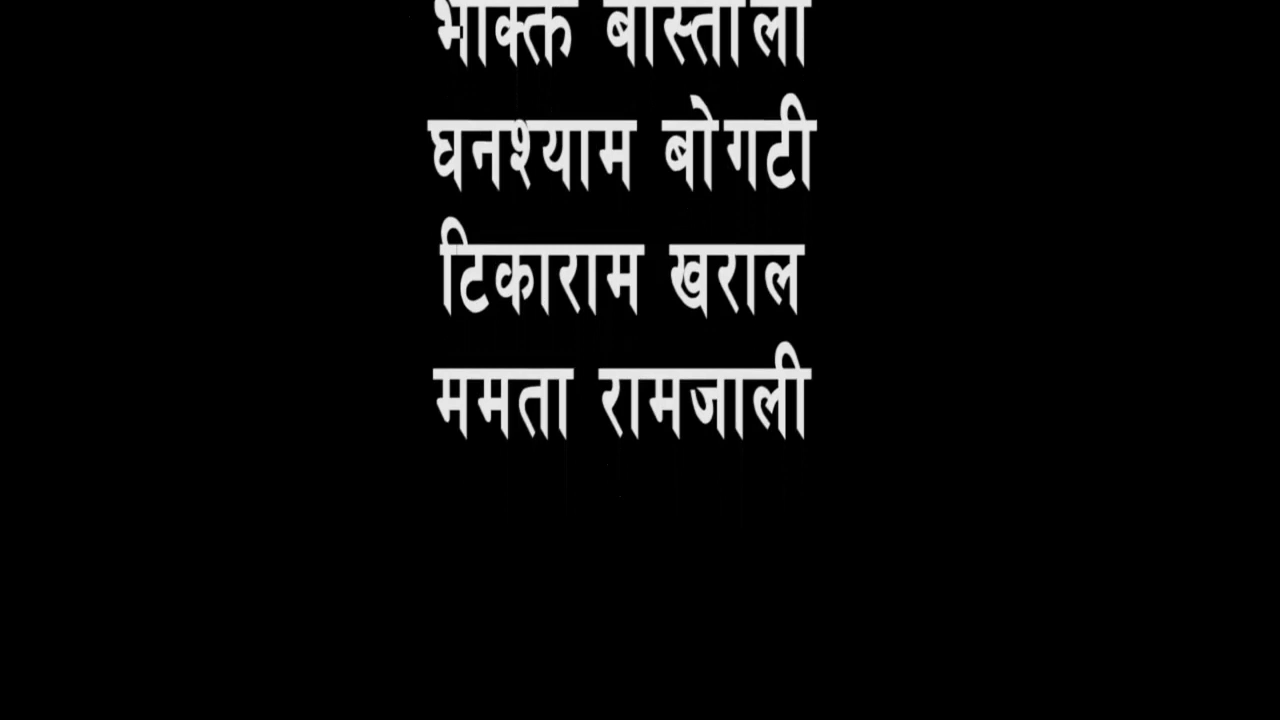 भक्ति बास्तोला
घनश्याम बोगटी
टिकाराम खराल
ममता रामजाली